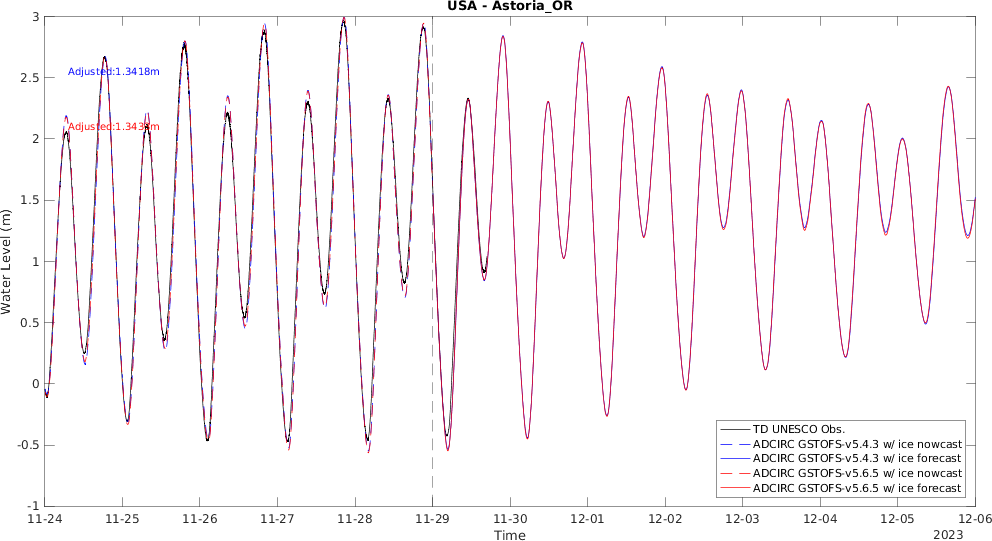 USA - Astoria_OR
3
2.5
2
1.5
1
0.5
0
-0.5
-1
Water Level (m)
Adjusted:1.3418m
TD UNESCO Obs.
ADCIRC GSTOFS-v5.4.3 w/ ice nowcast
ADCIRC GSTOFS-v5.4.3 w/ ice forecast
ADCIRC GSTOFS-v5.6.5 w/ ice nowcast
ADCIRC GSTOFS-v5.6.5 w/ ice forecast
11-24 11-25 11-26 11-27 11-28 11-29 11-30 12-01 12-02 12-03 12-04 12-05 12-06
Time
2023